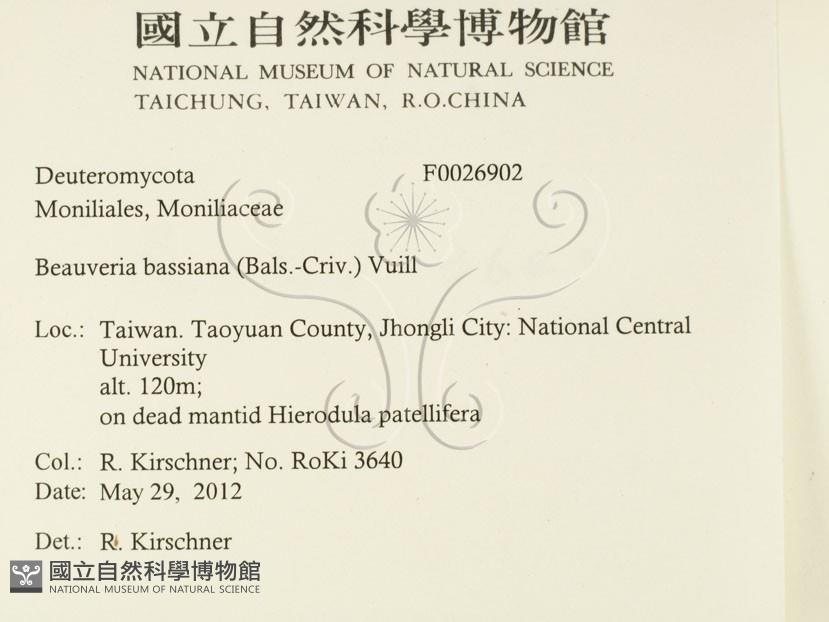 國立自然科學博物館
NATIONAL MUSEUM OF NATURAL SCIENCE
TAICHUNG, TAIWAN, R.O.CHINA
Deuteromycota F0026902
Moniliales, Moniliaceae
Beauveria bassiana (Bals.-Criv.) Vuill
Loc.: Taiwan. Taoyuan County, Jhongli City: National Central
University
alt. 120m;
on dead mantid Hierodula patellifera
Col.: R. Kirschner; No. RoKi 3640
Date: May 29, 2012
Det.: R. Kirschner
國立自然科學博物館
NATIONAL MUSEUM OF NATURAL SCIENCE